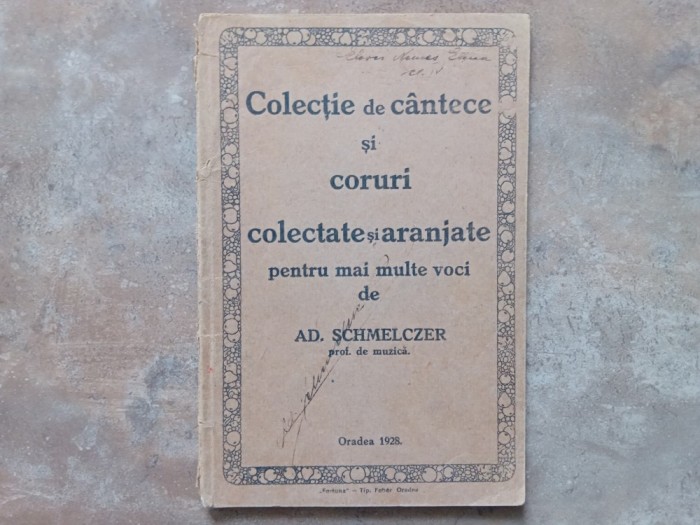 Colecție de cântece
și
coruri
colectate și aranjate
pentru mai multe voci
de
AD. SCHMELCZER
prof. de muzică.
Oradea 1928.
„Fortuna" – Tip. Fehér Oradea